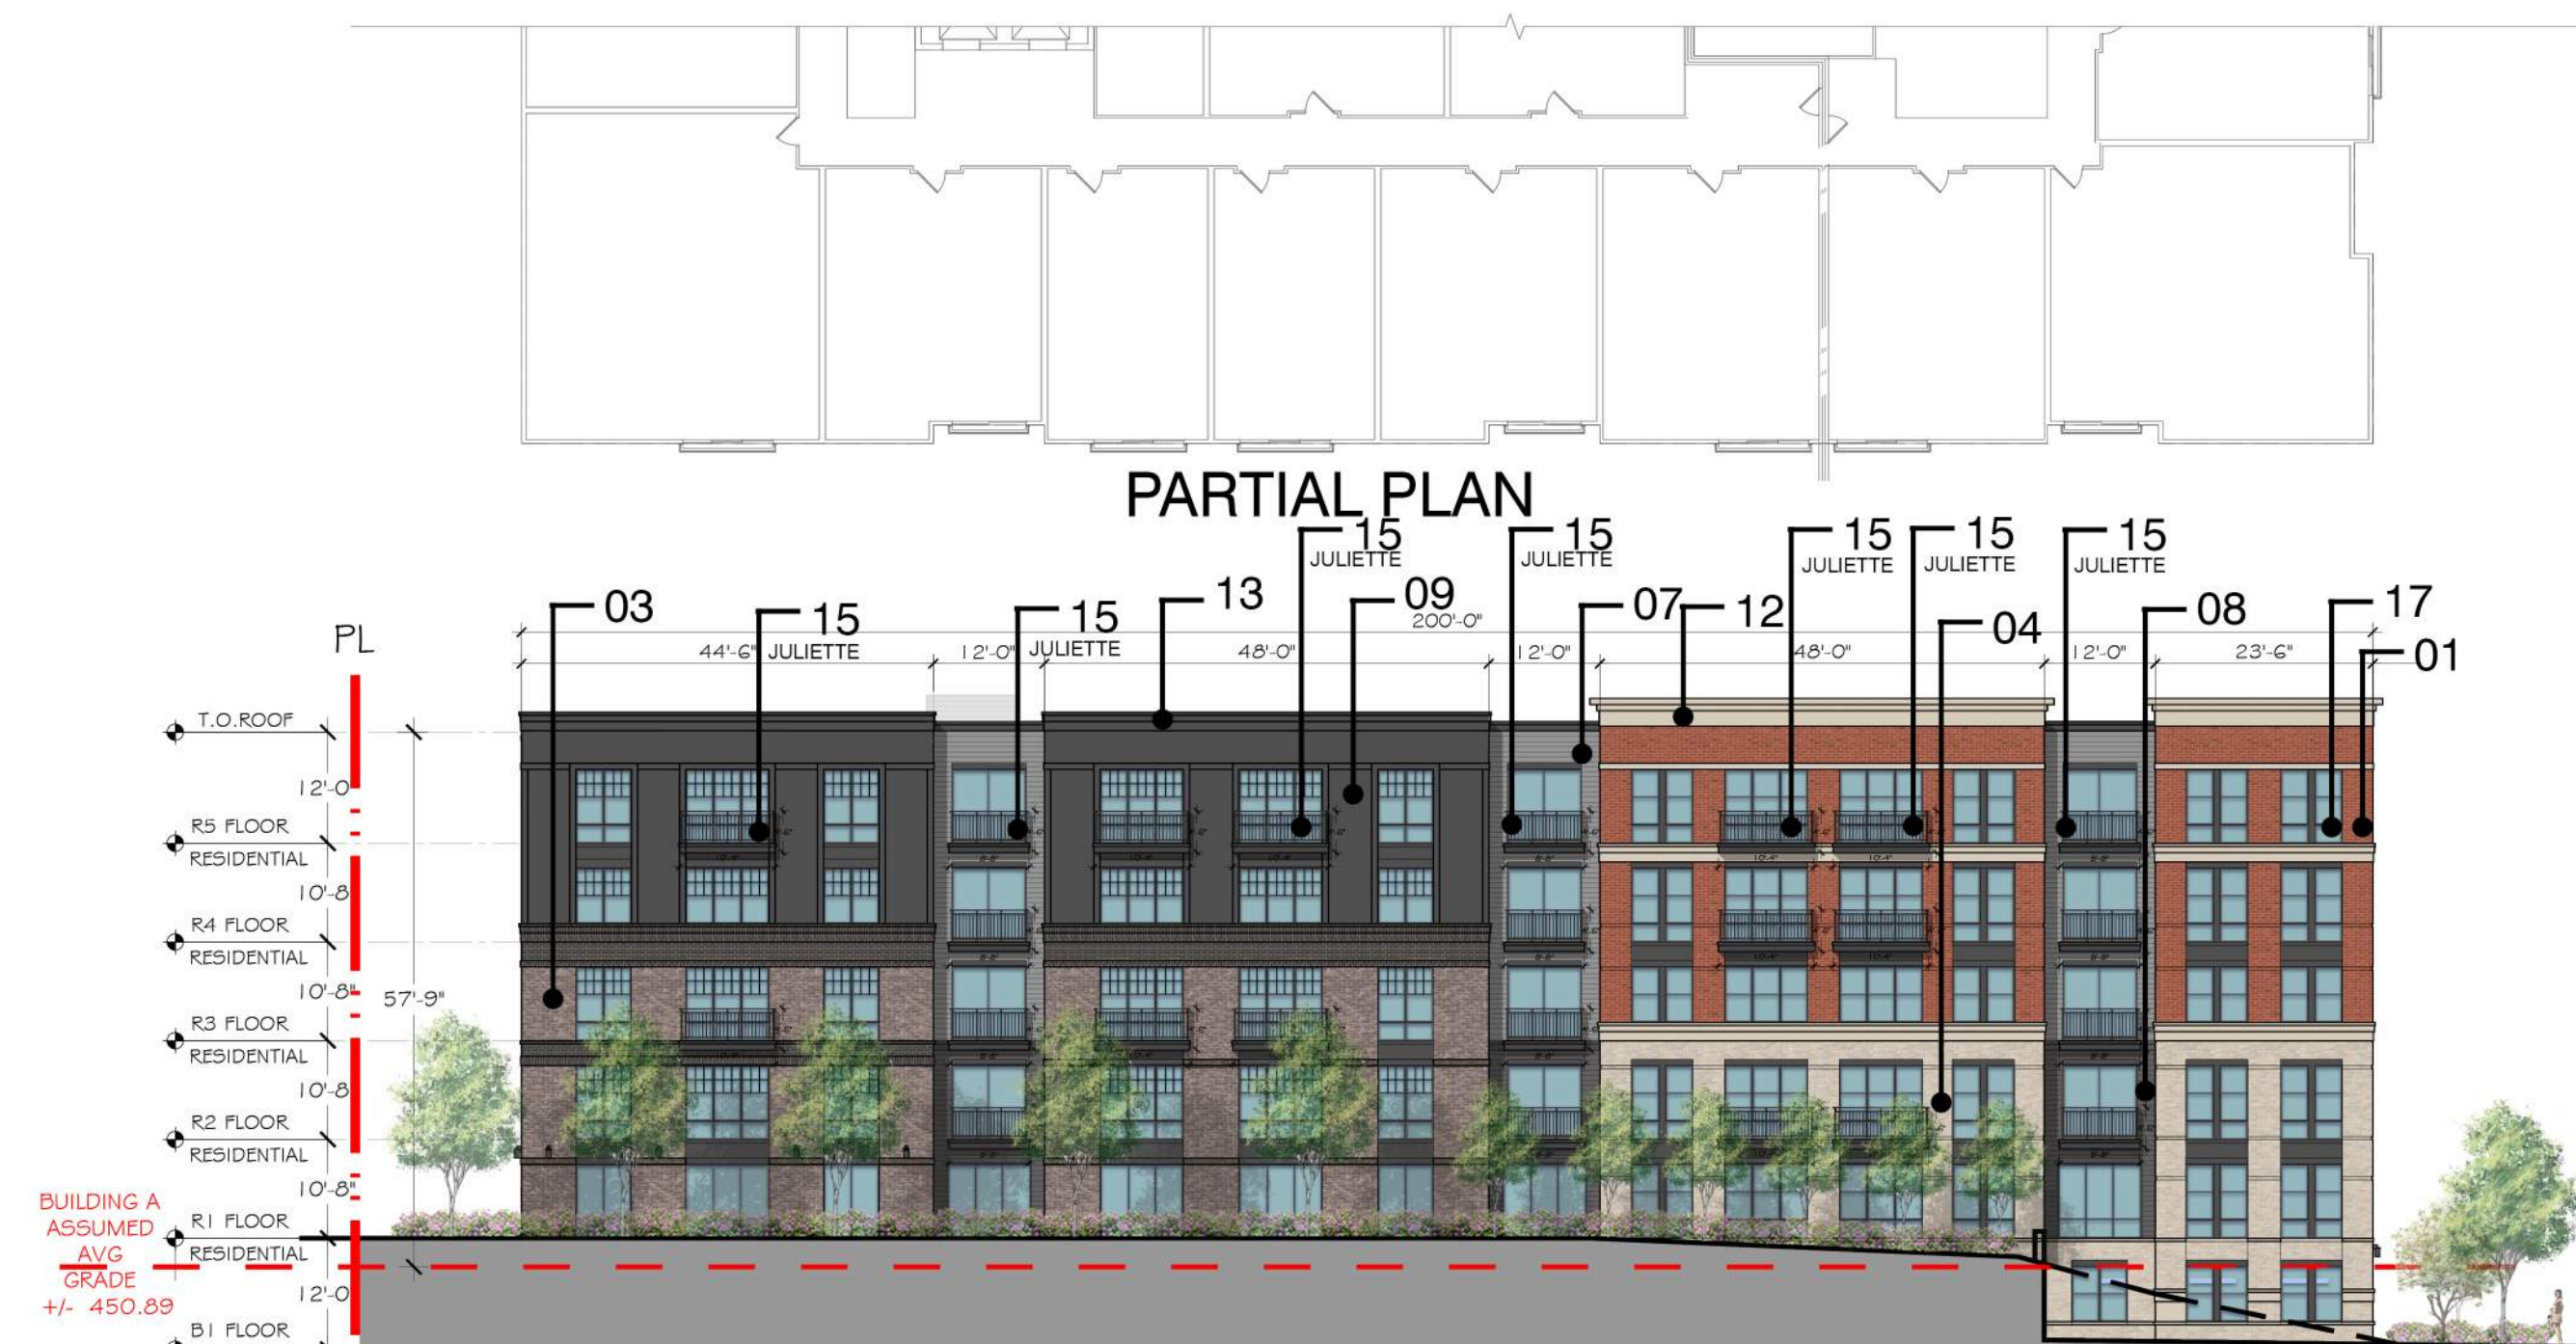 PARTIAL PLAN
15
JULIETTE
15
JULIETTE
15
JULIETTE
15
JULIETTE
15
JULIETTE
03
15
JULIETTE
15
JULIETTE
13
09
07
12
04
08
17
01
PL
200'-0"
44'-6"
12'-0"
48'-0"
12'-0"
48'-0"
12'-0"
23'-6"
T.O.ROOF
12'-0
R5 FLOOR
RESIDENTIAL
10'-8
R4 FLOOR
RESIDENTIAL
10'-8"
57'-9"
R3 FLOOR
RESIDENTIAL
10'-8
R2 FLOOR
RESIDENTIAL
10'-8"
R1 FLOOR
RESIDENTIAL
BUILDING A
ASSUMED
AVG
GRADE
+/- 450.89
12'-0
B1 FLOOR